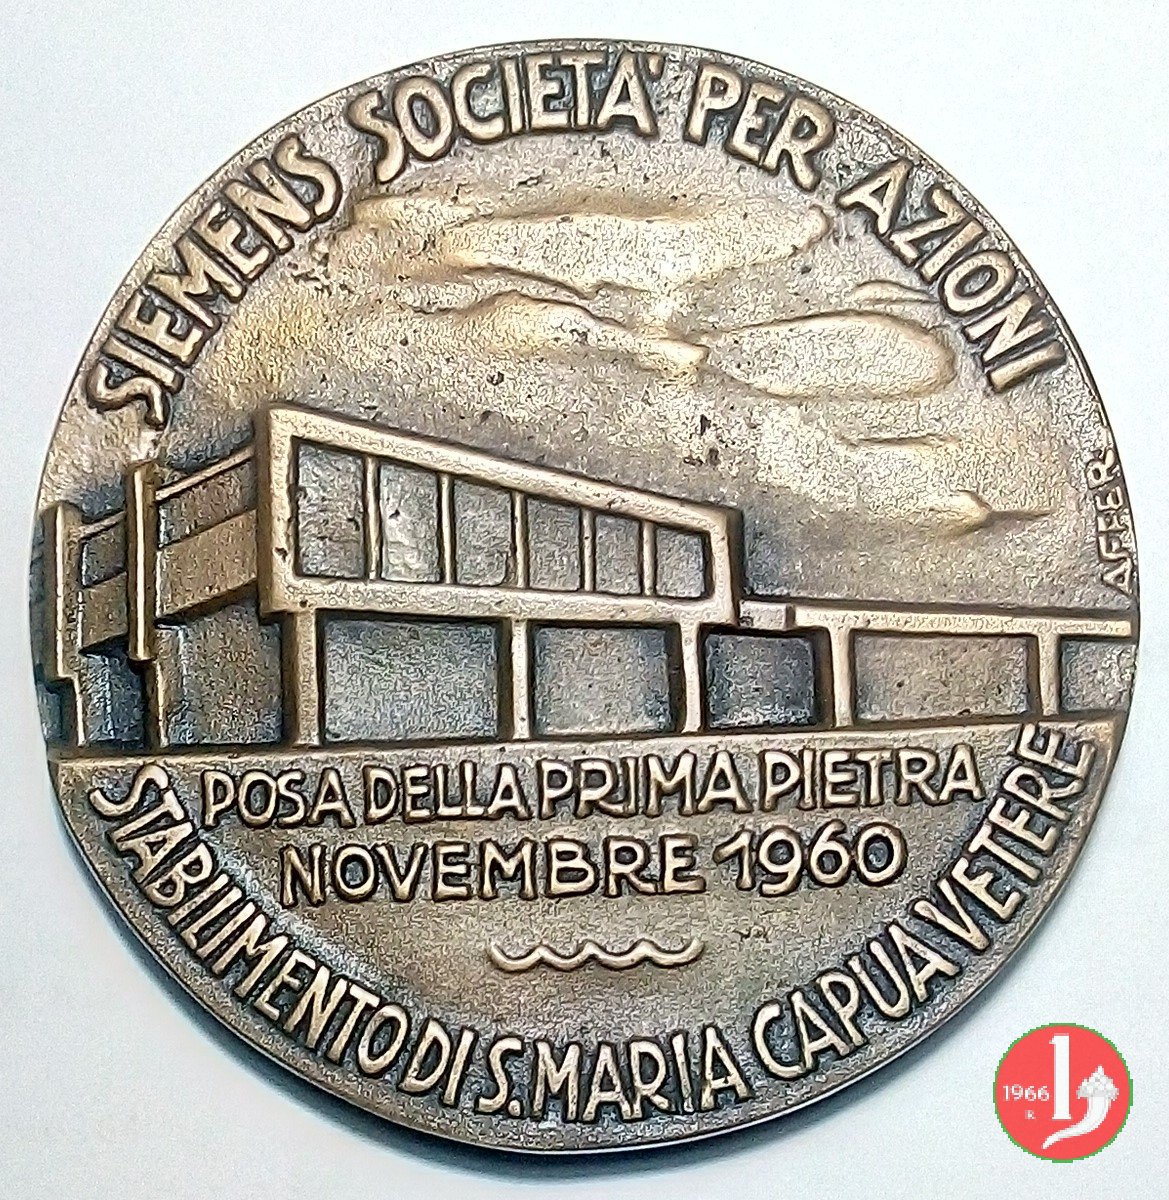 SIEMENS SOCIETA' PER AZIONI
AFFER
POSA DELLA PRIMA PIETRA
NOVEMBRE 1960
STABILIMENTO DI S. MARIA CAPUA VETERE
1966
R